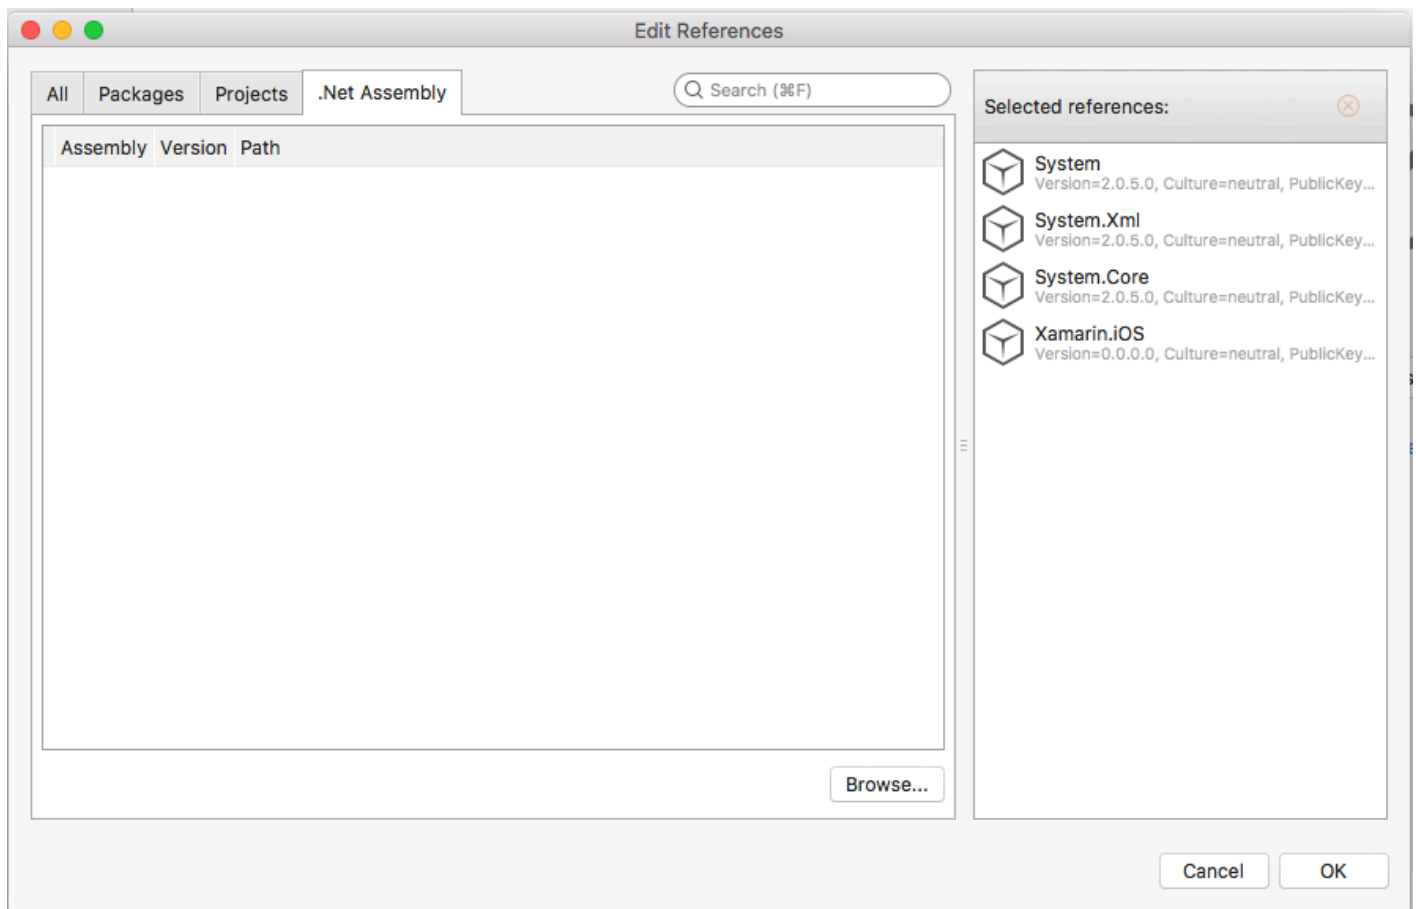 Edit References
All Packages Projects .Net Assembly
Search (⌘F)
Assembly Version Path
Browse...
Selected references:
System
Version=2.0.5.0, Culture=neutral, PublicKey...
System.Xml
Version=2.0.5.0, Culture=neutral, PublicKey...
System.Core
Version=2.0.5.0, Culture=neutral, PublicKey...
Xamarin.iOS
Version=0.0.0.0, Culture=neutral, PublicKey...
Cancel OK